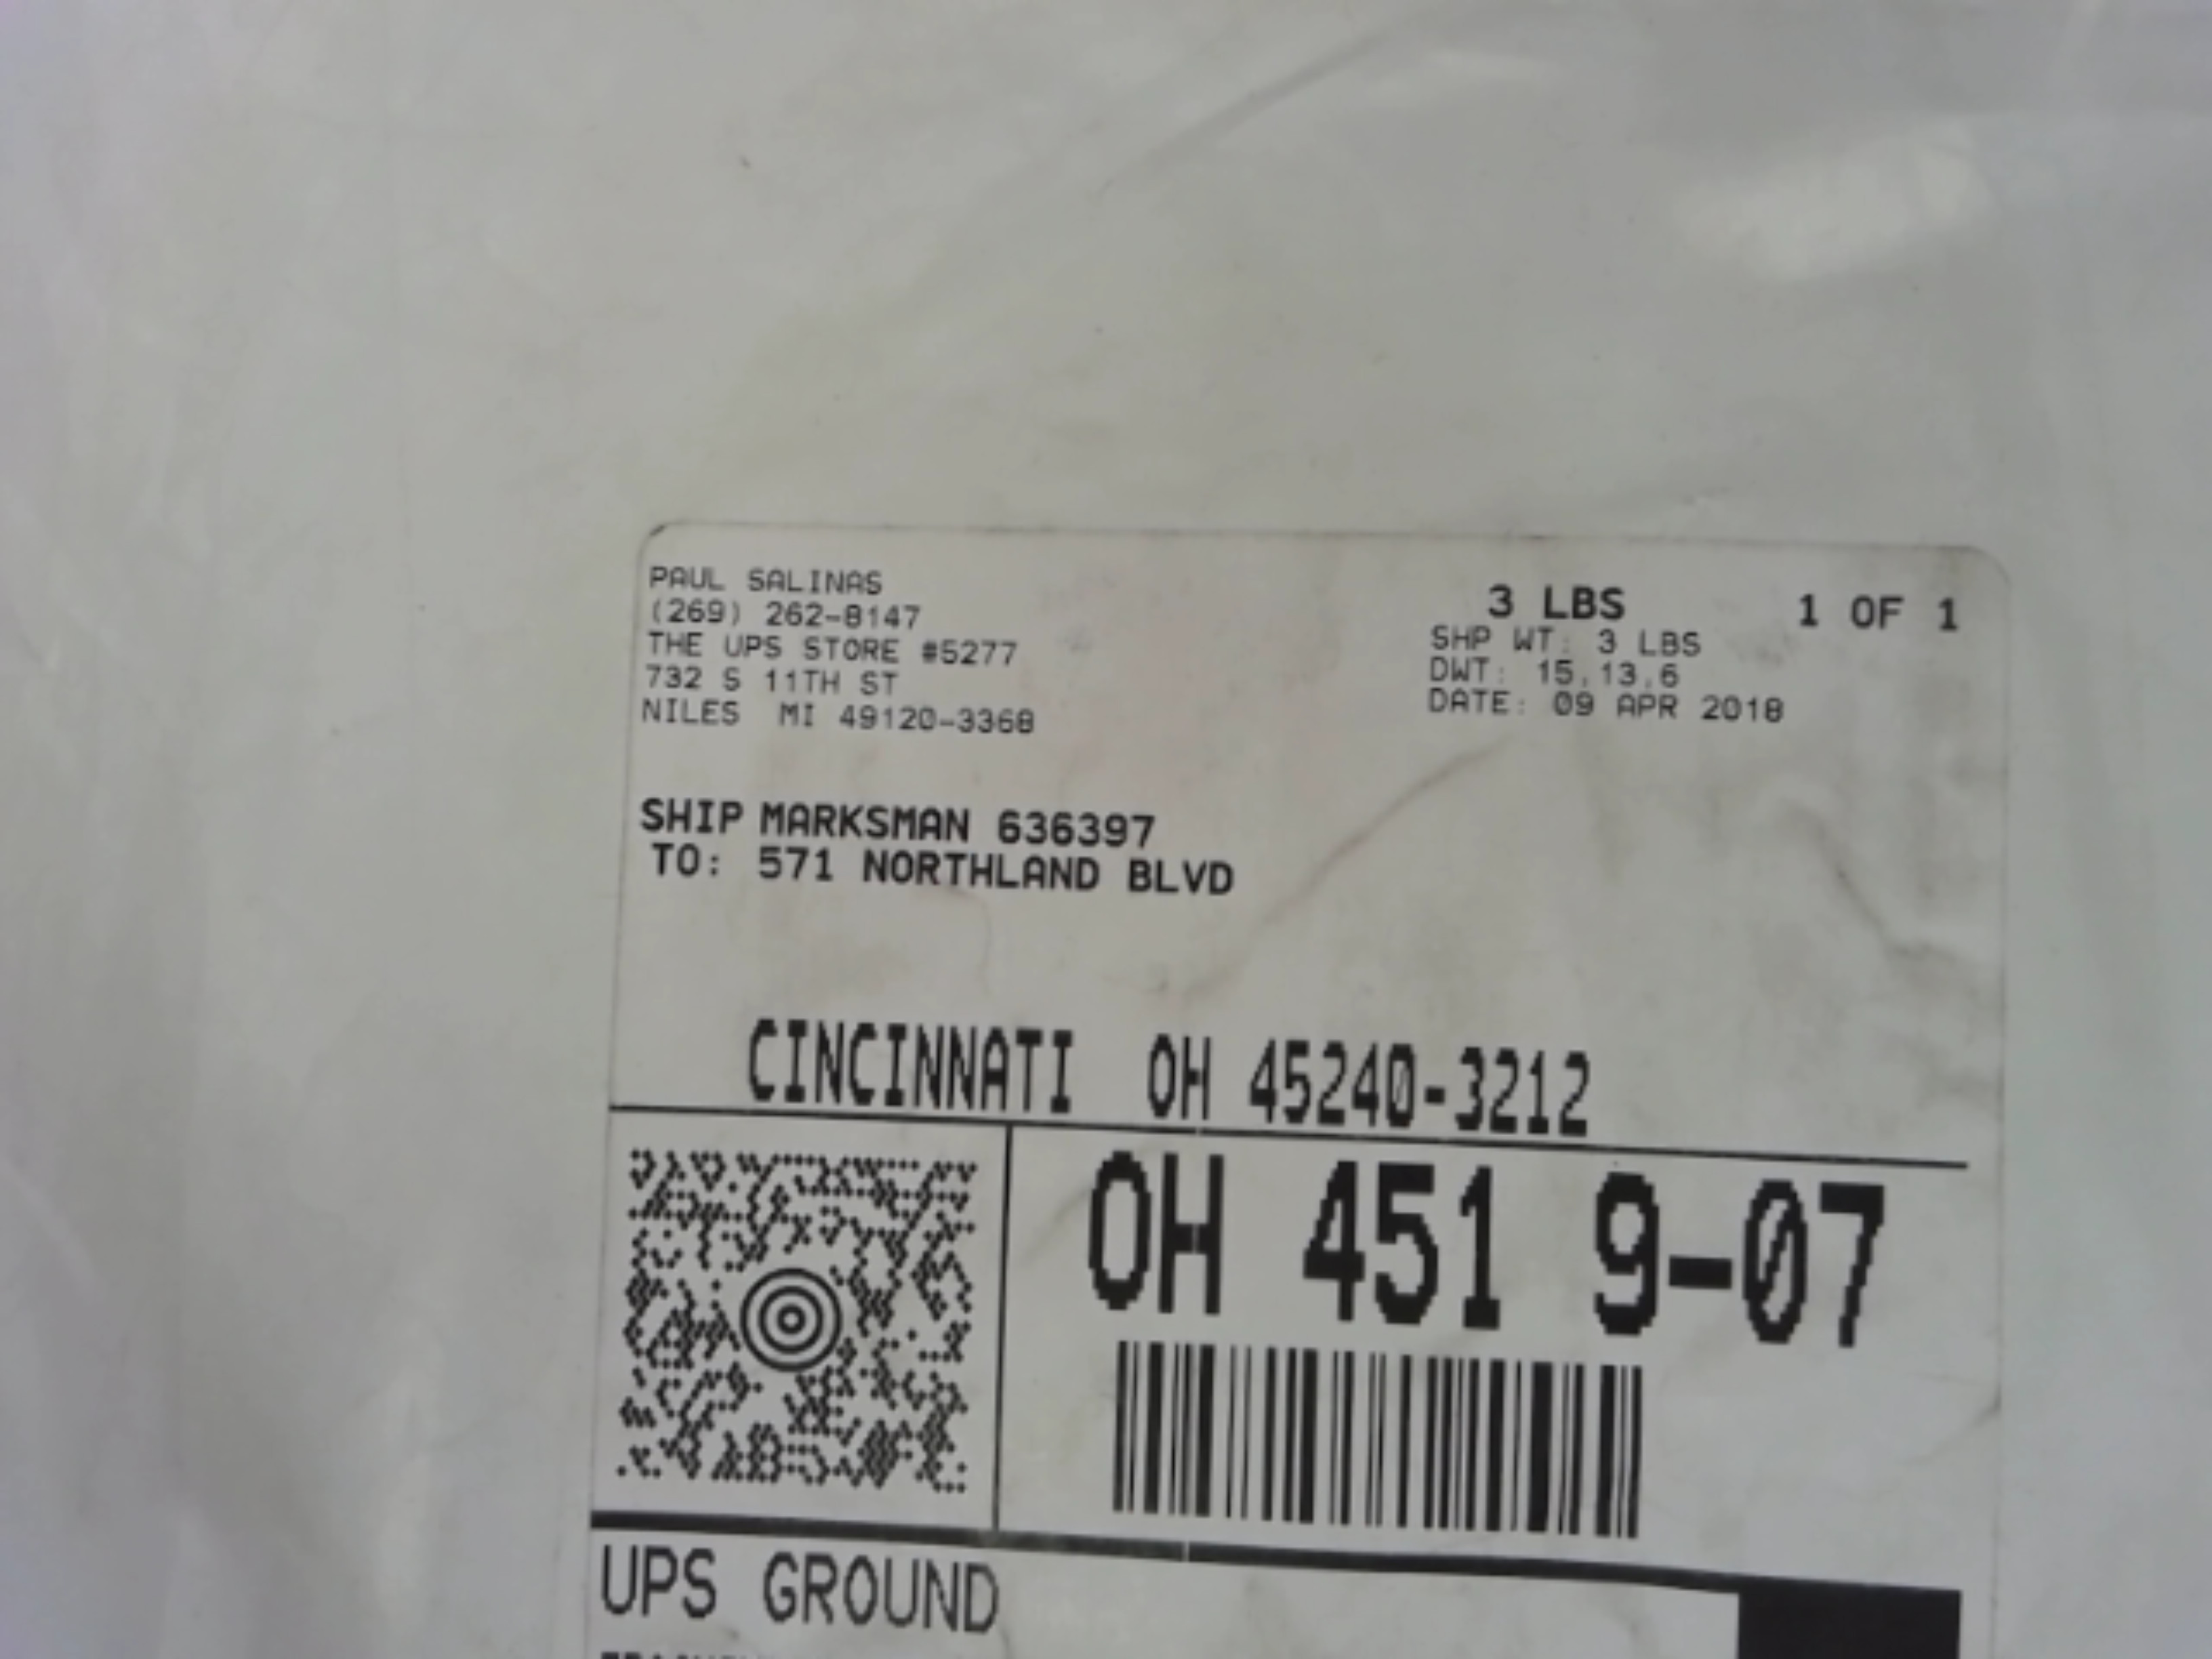 PAUL SALINAS
(269) 262-8147
THE UPS STORE #5277
732 S 11TH ST
NILES MI 49120-3368
3 LBS 1 OF 1
SHP WT: 3 LBS
DWT: 15,13,6
DATE: 09 APR 2018
SHIP MARKSMAN 636397
TO: 571 NORTHLAND BLVD
CINCINNATI OH 45240-3212
OH 451 9-07
UPS GROUND